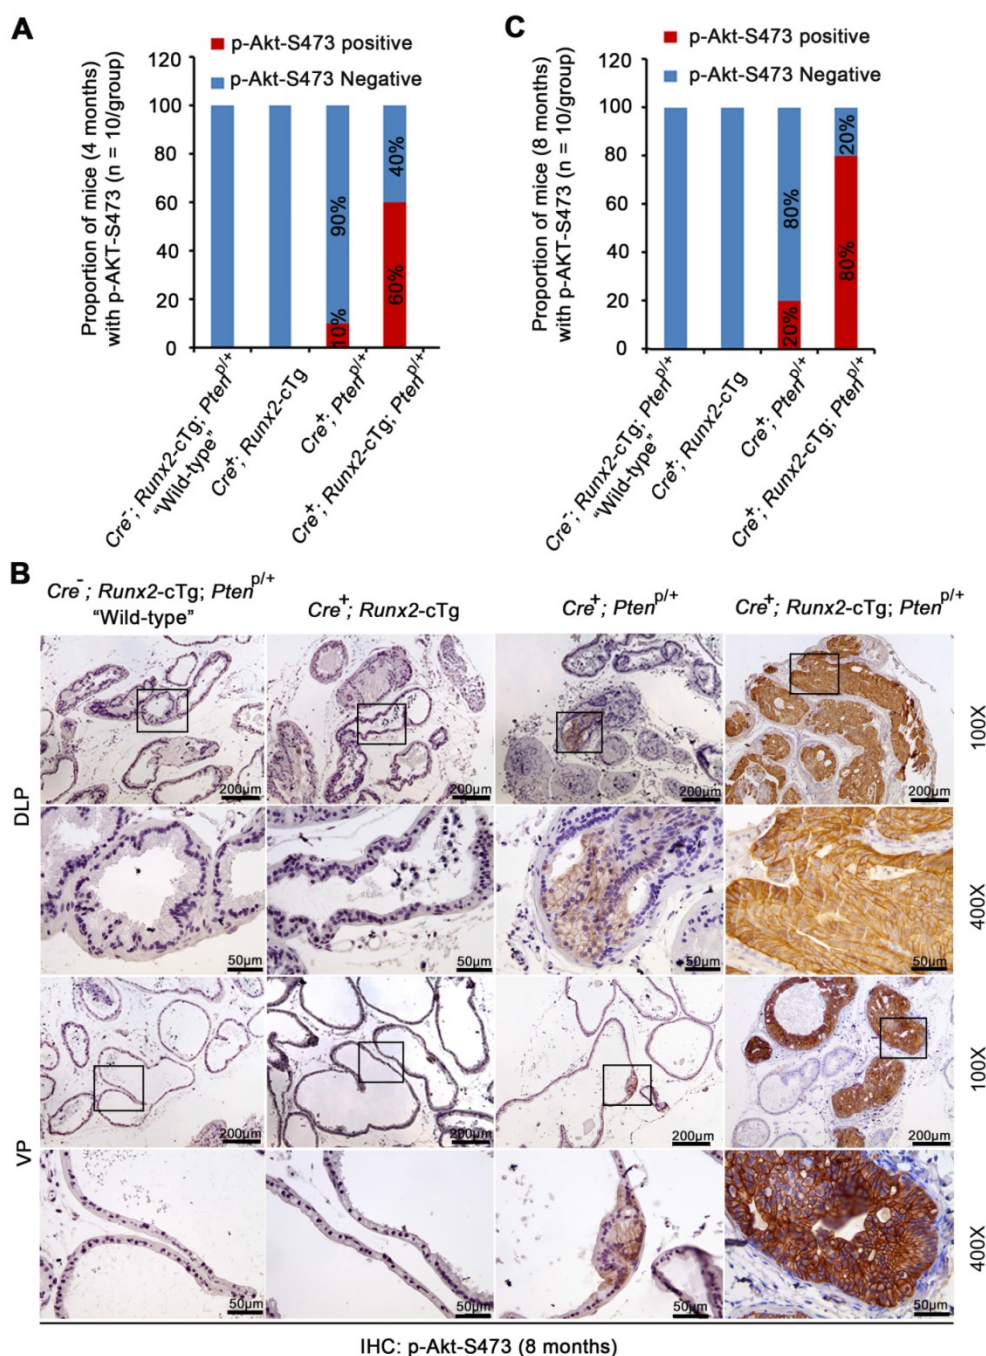 A
p-Akt-S473 positive
p-Akt-S473 Negative
Proportion of mice (4 months)
with p-AKT-S473 (n = 10/group)
120
100
80
60
40
20
0
90%
10%
40%
60%
Cre-; Runx2-cTg; Ptenp/+
“Wild-type”
Cre+; Runx2-cTg
Cre+; Ptenp/+
Cre+; Runx2-cTg; Ptenp/+
C
p-Akt-S473 positive
p-Akt-S473 Negative
Proportion of mice (8 months)
with p-AKT-S473 (n = 10/group)
120
100
80
60
40
20
0
80%
20%
20%
80%
Cre-; Runx2-cTg; Ptenp/+
“Wild-type”
Cre+; Runx2-cTg
Cre+; Ptenp/+
Cre+; Runx2-cTg; Ptenp/+
B
Cre-; Runx2-cTg; Ptenp/+
“Wild-type”
Cre+; Runx2-cTg
Cre+; Ptenp/+
Cre+; Runx2-cTg; Ptenp/+
DLP
200µm
200µm
200µm
200µm
100X
50µm
50µm
50µm
50µm
400X
VP
200µm
200µm
200µm
200µm
100X
50µm
50µm
50µm
50µm
400X
IHC: p-Akt-S473 (8 months)